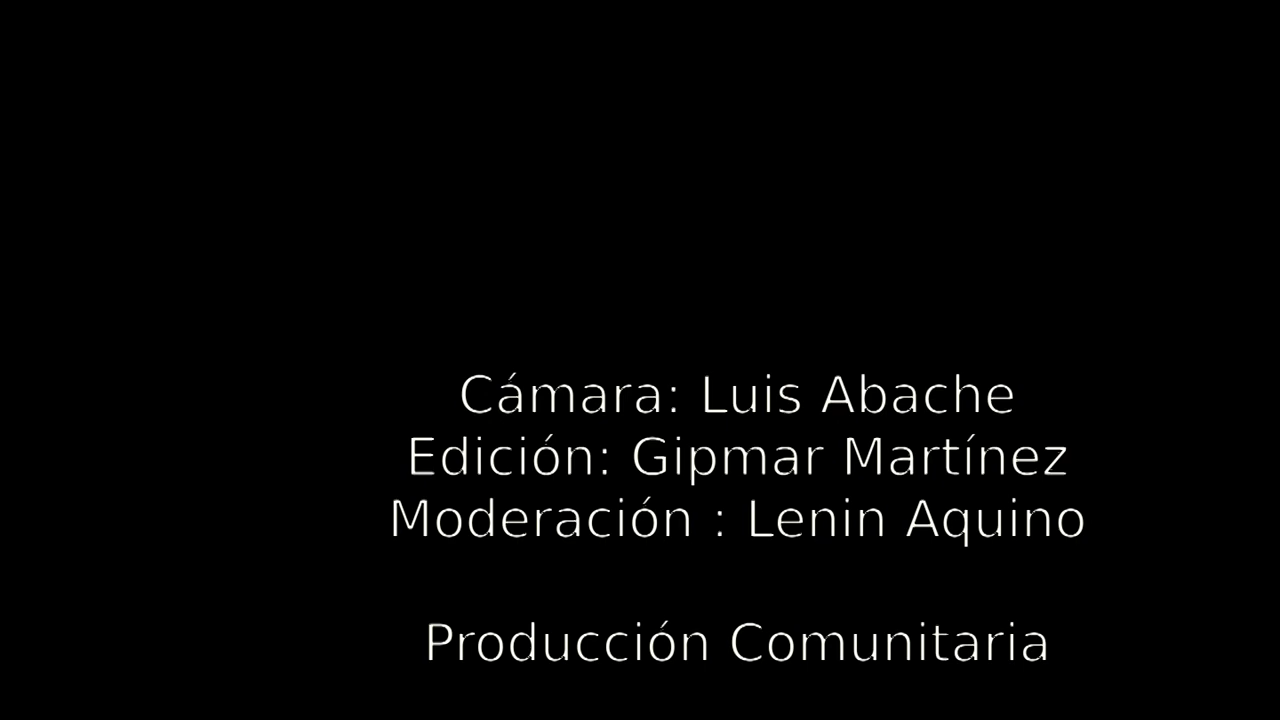 Cámara: Luis Abache
Edición: Gipmar Martínez
Moderación : Lenin Aquino
Producción Comunitaria